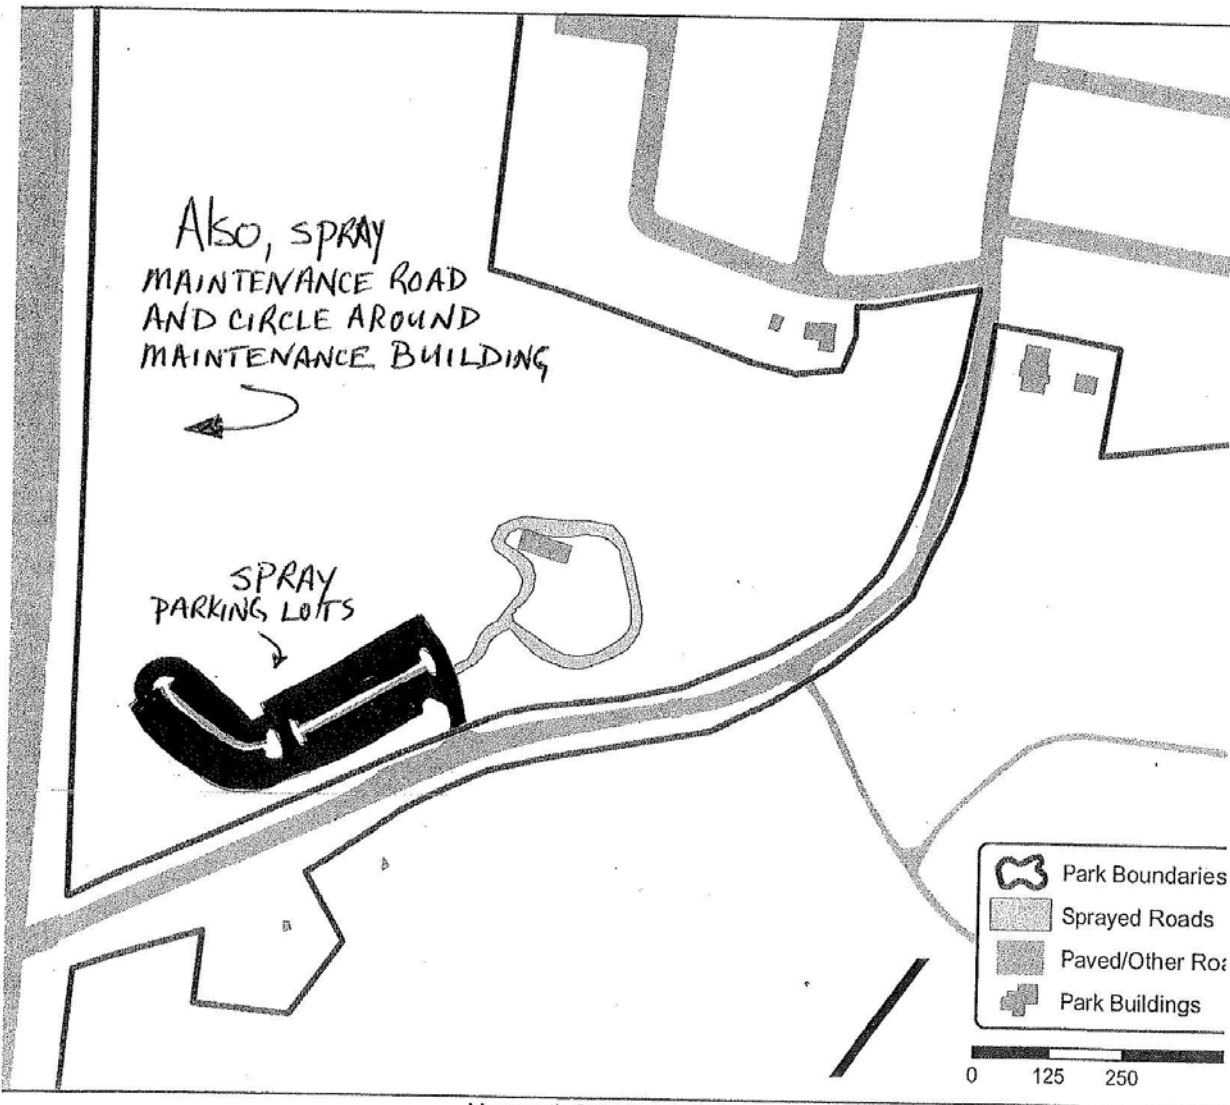 Also, SPRAY
MAINTENANCE ROAD
AND CIRCLE AROUND
MAINTENANCE BUILDING
SPRAY
PARKING LOTS
Park Boundaries
Sprayed Roads
Paved/Other Roa
Park Buildings
0 125 250